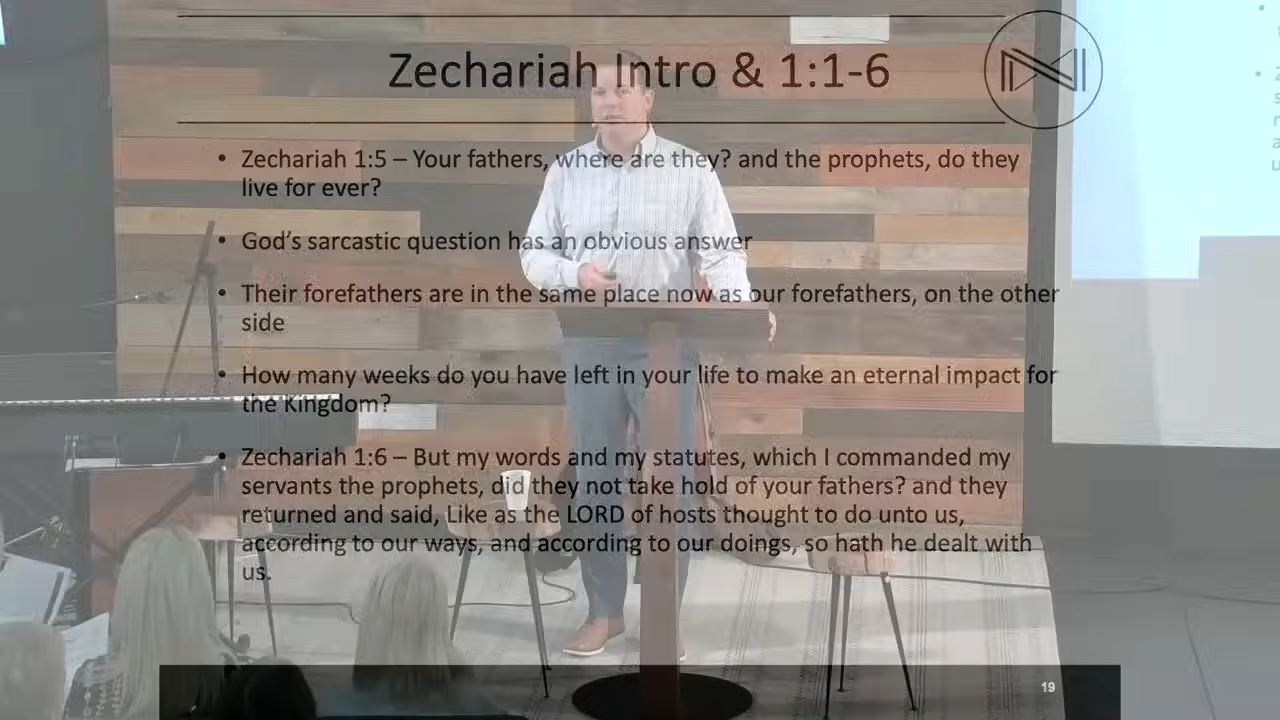 Zechariah Intro & 1:1-6
• Zechariah 1:5 – Your fathers, where are they? and the prophets, do they
live for ever?
• God's sarcastic question has an obvious answer
• Their forefathers are in the same place now as our forefathers, on the other
side
• How many weeks do you have left in your life to make an eternal impact for
the Kingdom?
• Zechariah 1:6 – But my words and my statutes, which I commanded my
servants the prophets, did they not take hold of your fathers? and they
returned and said, Like as the LORD of hosts thought to do unto us,
according to our ways, and according to our doings, so hath he dealt with
us.
19